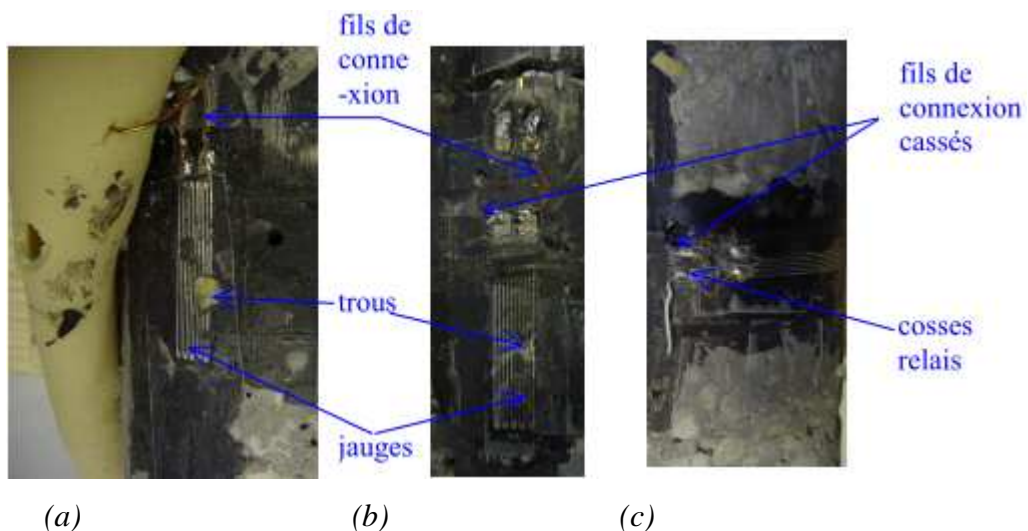 fils de
conne
-xion
fils de
connexion
cassés
trous
cosses
relais
jauges
(a)
(b)
(c)